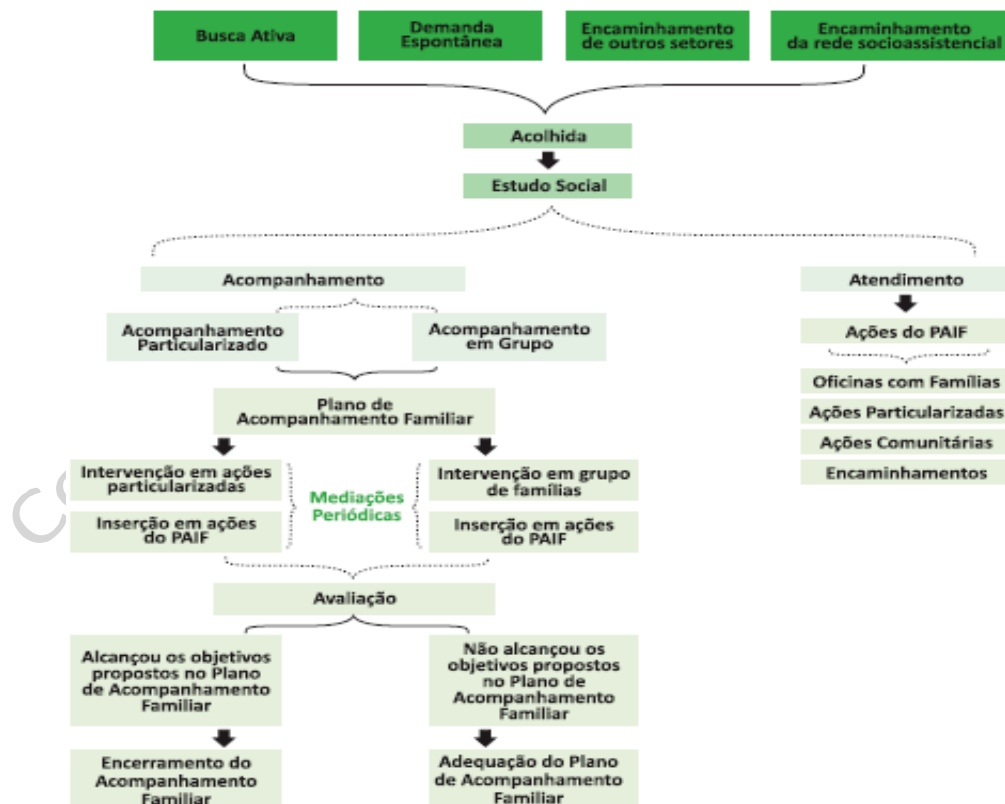 Busca Ativa
Demanda
Espontânea
Encaminhamento
de outros setores
Encaminhamento
da rede socioassistencial
Acolhida
Estudo Social
Acompanhamento
Atendimento
Acompanhamento
Particularizado
Acompanhamento
em Grupo
Ações do PAIF
Plano de
Acompanhamento Familiar
Oficinas com Famílias
Ações Particularizadas
Ações Comunitárias
Encaminhamentos
Intervenção em ações
particularizadas
Mediações
Periódicas
Intervenção em grupo
de famílias
Inserção em ações
do PAIF
Inserção em ações
do PAIF
Avaliação
Alcançou os objetivos
propostos no Plano
de Acompanhamento
Familiar
Não alcançou os
objetivos propostos
no Plano de
Acompanhamento
Familiar
Encerramento do
Acompanhamento
Familiar
Adequação do Plano
de Acompanhamento
Familiar